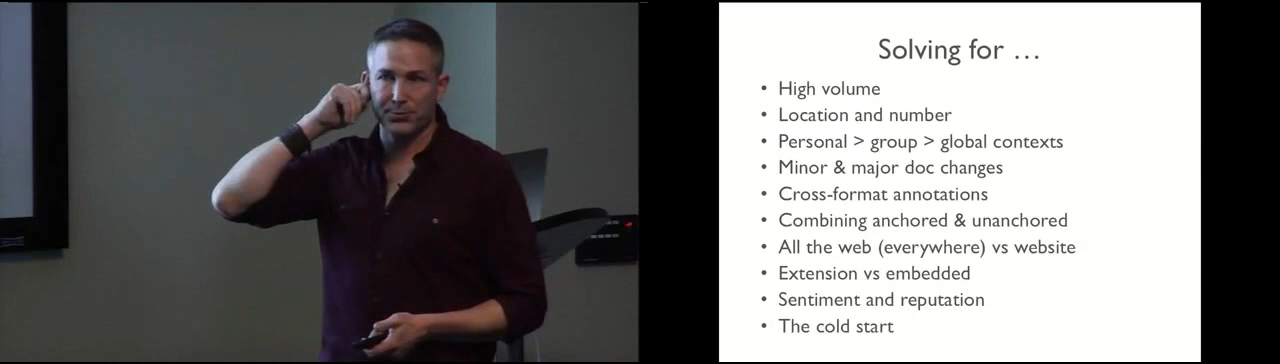 Solving for …
• High volume
• Location and number
• Personal > group > global contexts
• Minor & major doc changes
• Cross-format annotations
• Combining anchored & unanchored
• All the web (everywhere) vs website
• Extension vs embedded
• Sentiment and reputation
• The cold start